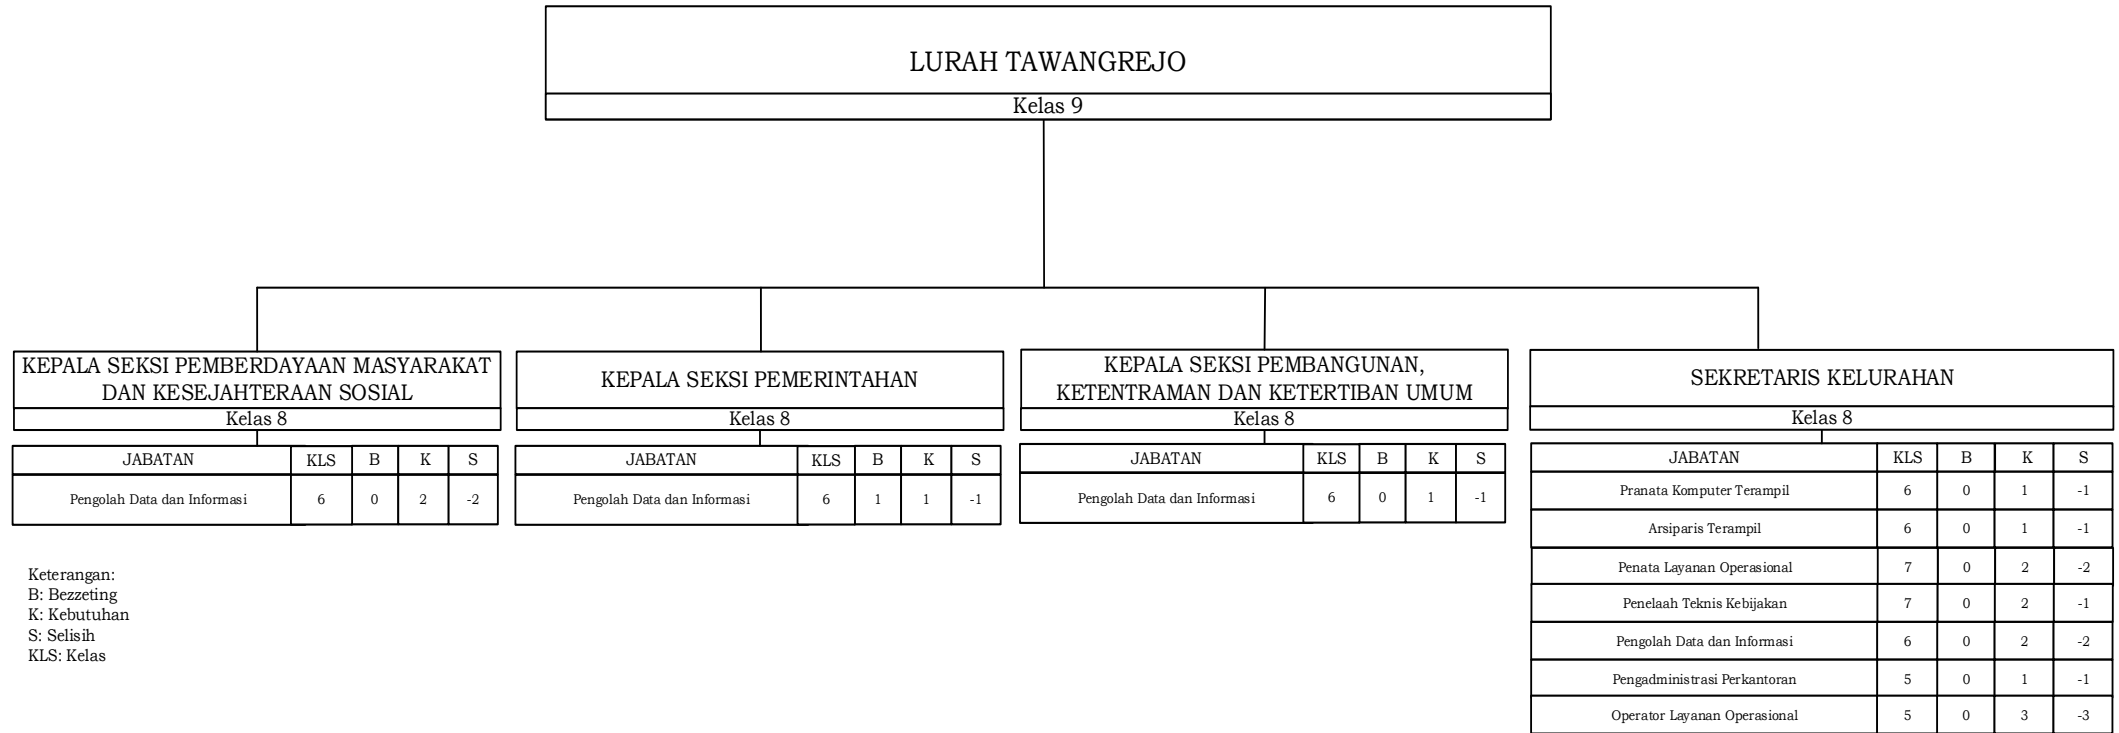 LURAH TAWANGREJO
Kelas 9
KEPALA SEKSI PEMBERDAYAAN MASYARAKAT
DAN KESEJAHTERAAN SOSIAL
Kelas 8
JABATAN KLS B K S
Pengolah Data dan Informasi 6 0 2 -2
KEPALA SEKSI PEMERINTAHAN
Kelas 8
JABATAN KLS B K S
Pengolah Data dan Informasi 6 1 1 -1
KEPALA SEKSI PEMBANGUNAN,
KETENTRAMAN DAN KETERTIBAN UMUM
Kelas 8
JABATAN KLS B K S
Pengolah Data dan Informasi 6 0 1 -1
SEKRETARIS KELURAHAN
Kelas 8
JABATAN KLS B K S
Pranata Komputer Terampil 6 0 1 -1
Arsiparis Terampil 6 0 1 -1
Penata Layanan Operasional 7 0 2 -2
Penelaah Teknis Kebijakan 7 0 2 -1
Pengolah Data dan Informasi 6 0 2 -2
Pengadministrasi Perkantoran 5 0 1 -1
Operator Layanan Operasional 5 0 3 -3
Keterangan:
B: Bezzeting
K: Kebutuhan
S: Selisih
KLS: Kelas